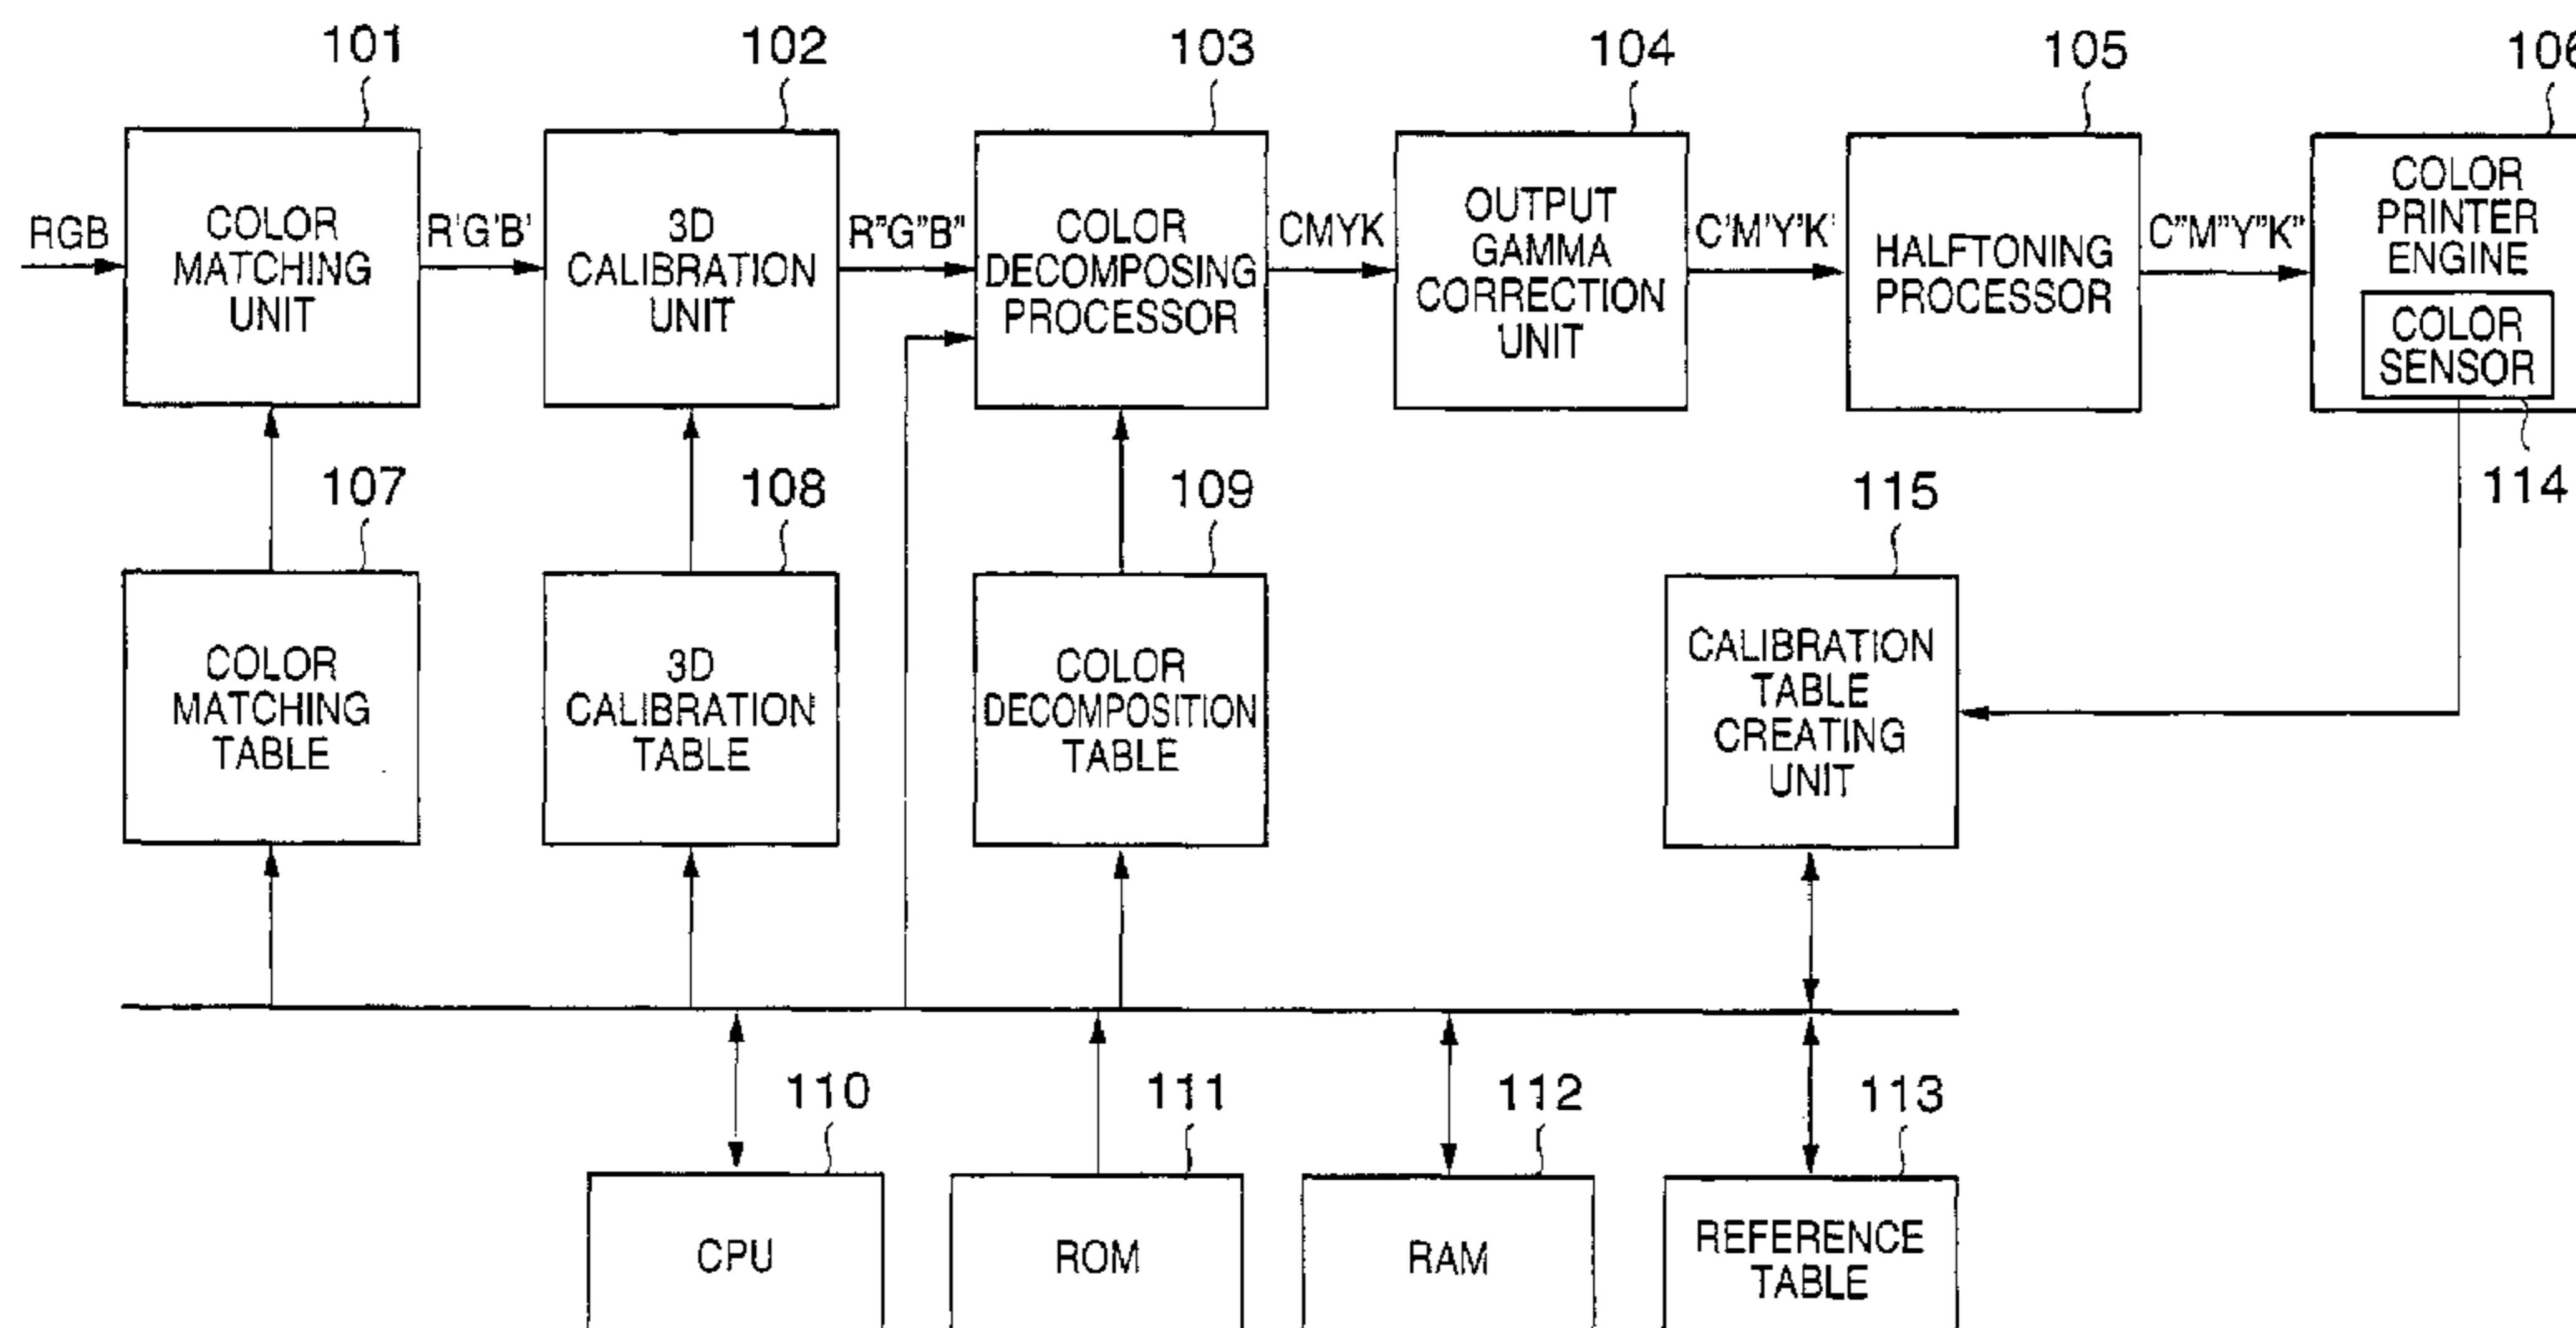 101
102
103
104
105
106
RGB
COLOR
MATCHING
UNIT
R'G'B'
3D
CALIBRATION
UNIT
R"G"B"
COLOR
DECOMPOSING
PROCESSOR
CMYK
OUTPUT
GAMMA
CORRECTION
UNIT
C'M'Y'K'
HALFTONING
PROCESSOR
C"M"Y"K"
COLOR
PRINTER
ENGINE
COLOR
SENSOR
107
108
109
115
114
COLOR
MATCHING
TABLE
3D
CALIBRATION
TABLE
COLOR
DECOMPOSITION
TABLE
CALIBRATION
TABLE
CREATING
UNIT
110
111
112
113
CPU
ROM
RAM
REFERENCE
TABLE